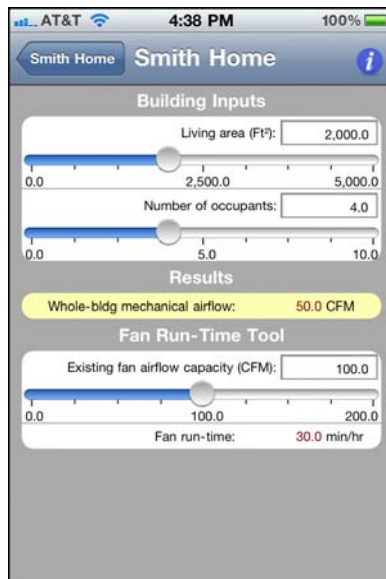 AT&T 4:38 PM 100%
Smith Home Smith Home i
Building Inputs
Living area (Ft²): 2,000.0
0.0 2,500.0 5,000.0
Number of occupants: 4.0
0.0 5.0 10.0
Results
Whole-bldg mechanical airflow: 50.0 CFM
Fan Run-Time Tool
Existing fan airflow capacity (CFM): 100.0
0.0 100.0 200.0
Fan run-time: 30.0 min/hr